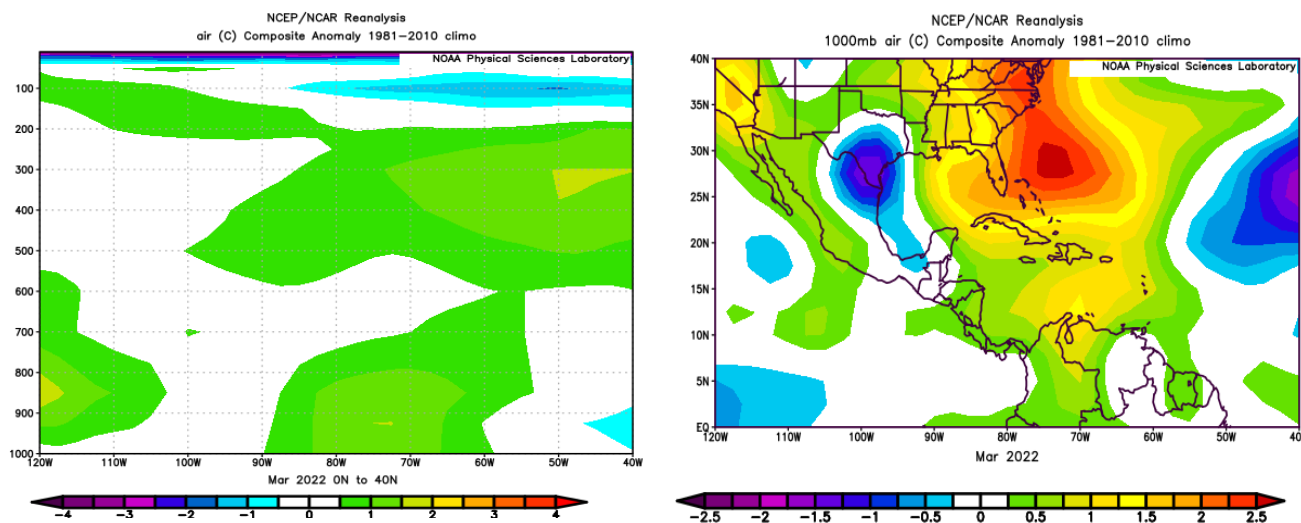 NCEP/NCAR Reanalysis
air (C) Composite Anomaly 1981-2010 climo
NOAA Physical Sciences Laboratory
100
200
300
400
500
600
700
800
900
1000
120W 110W 100W 90W 80W 70W 60W 50W 40W
Mar 2022 0N to 40N
-4 -3 -2 -1 0 1 2 3 4
NCEP/NCAR Reanalysis
1000mb air (C) Composite Anomaly 1981-2010 climo
NOAA Physical Sciences Laboratory
40N
35N
30N
25N
20N
15N
10N
5N
EQ
120W 110W 100W 90W 80W 70W 60W 50W 40W
Mar 2022
-2.5 -2 -1.5 -1 -0.5 0 0.5 1 1.5 2 2.5